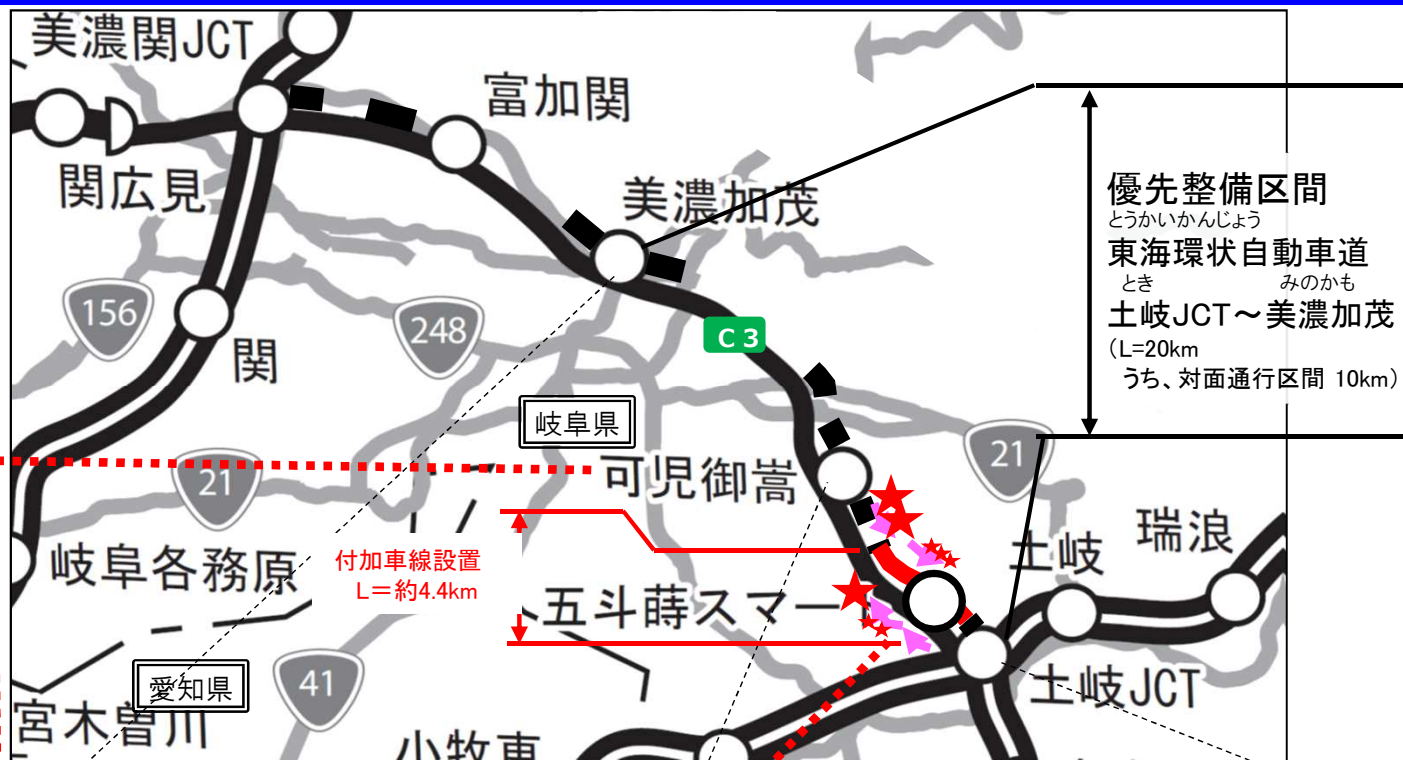 美濃関JCT
富加関
関広見
美濃加茂
優先整備区間
とうかいかんじょう
東海環状自動車道
とき みのかも
土岐JCT～美濃加茂
（L=20km
うち、対面通行区間 10km）
156
248
関
C3
岐阜県
21
21
可児御嵩
瑞浪
土岐
岐阜各務原
付加車線設置
L＝約4.4km
五斗蒔スマー
愛知県
41
土岐JCT
宮木曽川
小牧東